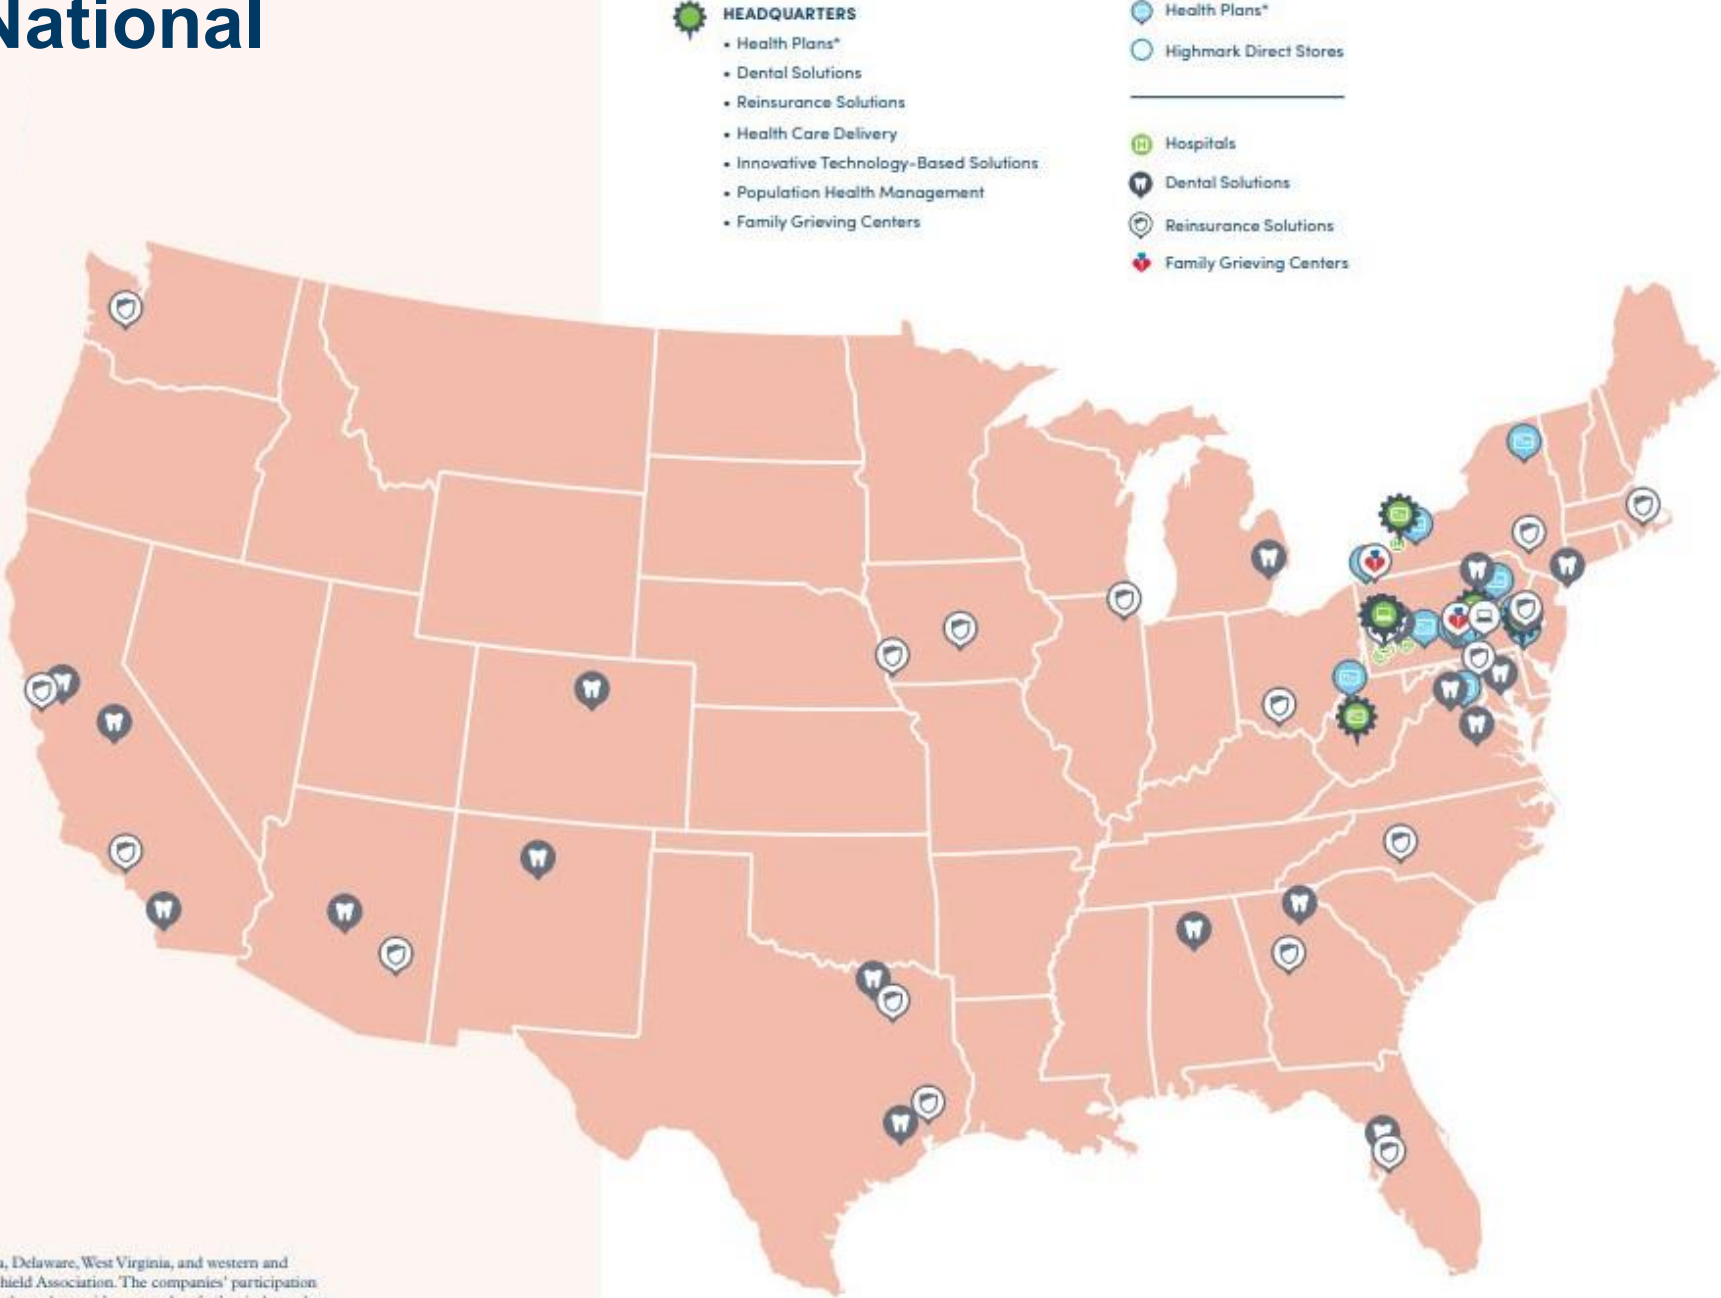 National
HEADQUARTERS
• Health Plans*
• Dental Solutions
• Reinsurance Solutions
• Health Care Delivery
• Innovative Technology-Based Solutions
• Population Health Management
• Family Grieving Centers
Health Plans*
Highmark Direct Stores
Hospitals
Dental Solutions
Reinsurance Solutions
Family Grieving Centers
Delaware, West Virginia, and western and
Association. The companies' participation